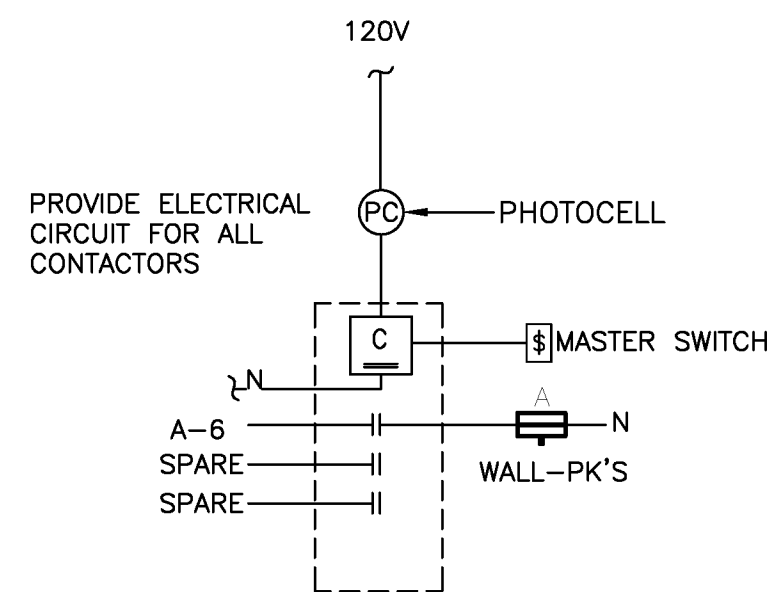 120V
PROVIDE ELECTRICAL
CIRCUIT FOR ALL
CONTACTORS
PC
PHOTOCELL
C
$
MASTER SWITCH
N
A
A-6
N
SPARE
WALL-PK'S
SPARE